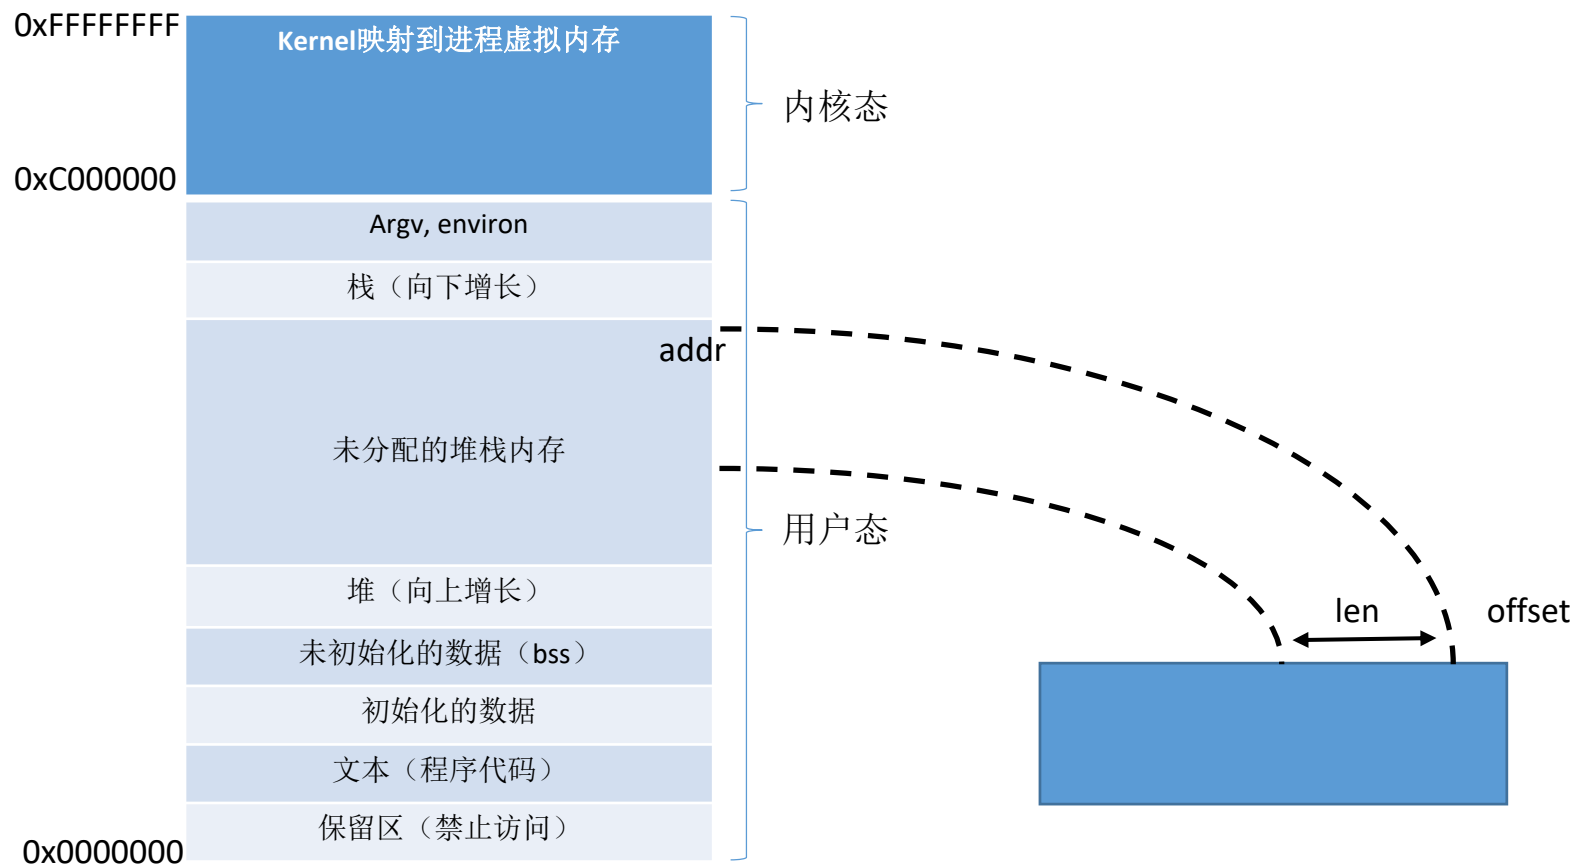 0xFFFFFFFF
Kernel映射到进程虚拟内存
内核态
0xC000000
Argv, environ
栈（向下增长）
addr
未分配的堆栈内存
用户态
堆（向上增长）
len
offset
未初始化的数据（bss）
初始化的数据
文本（程序代码）
保留区（禁止访问）
0x0000000